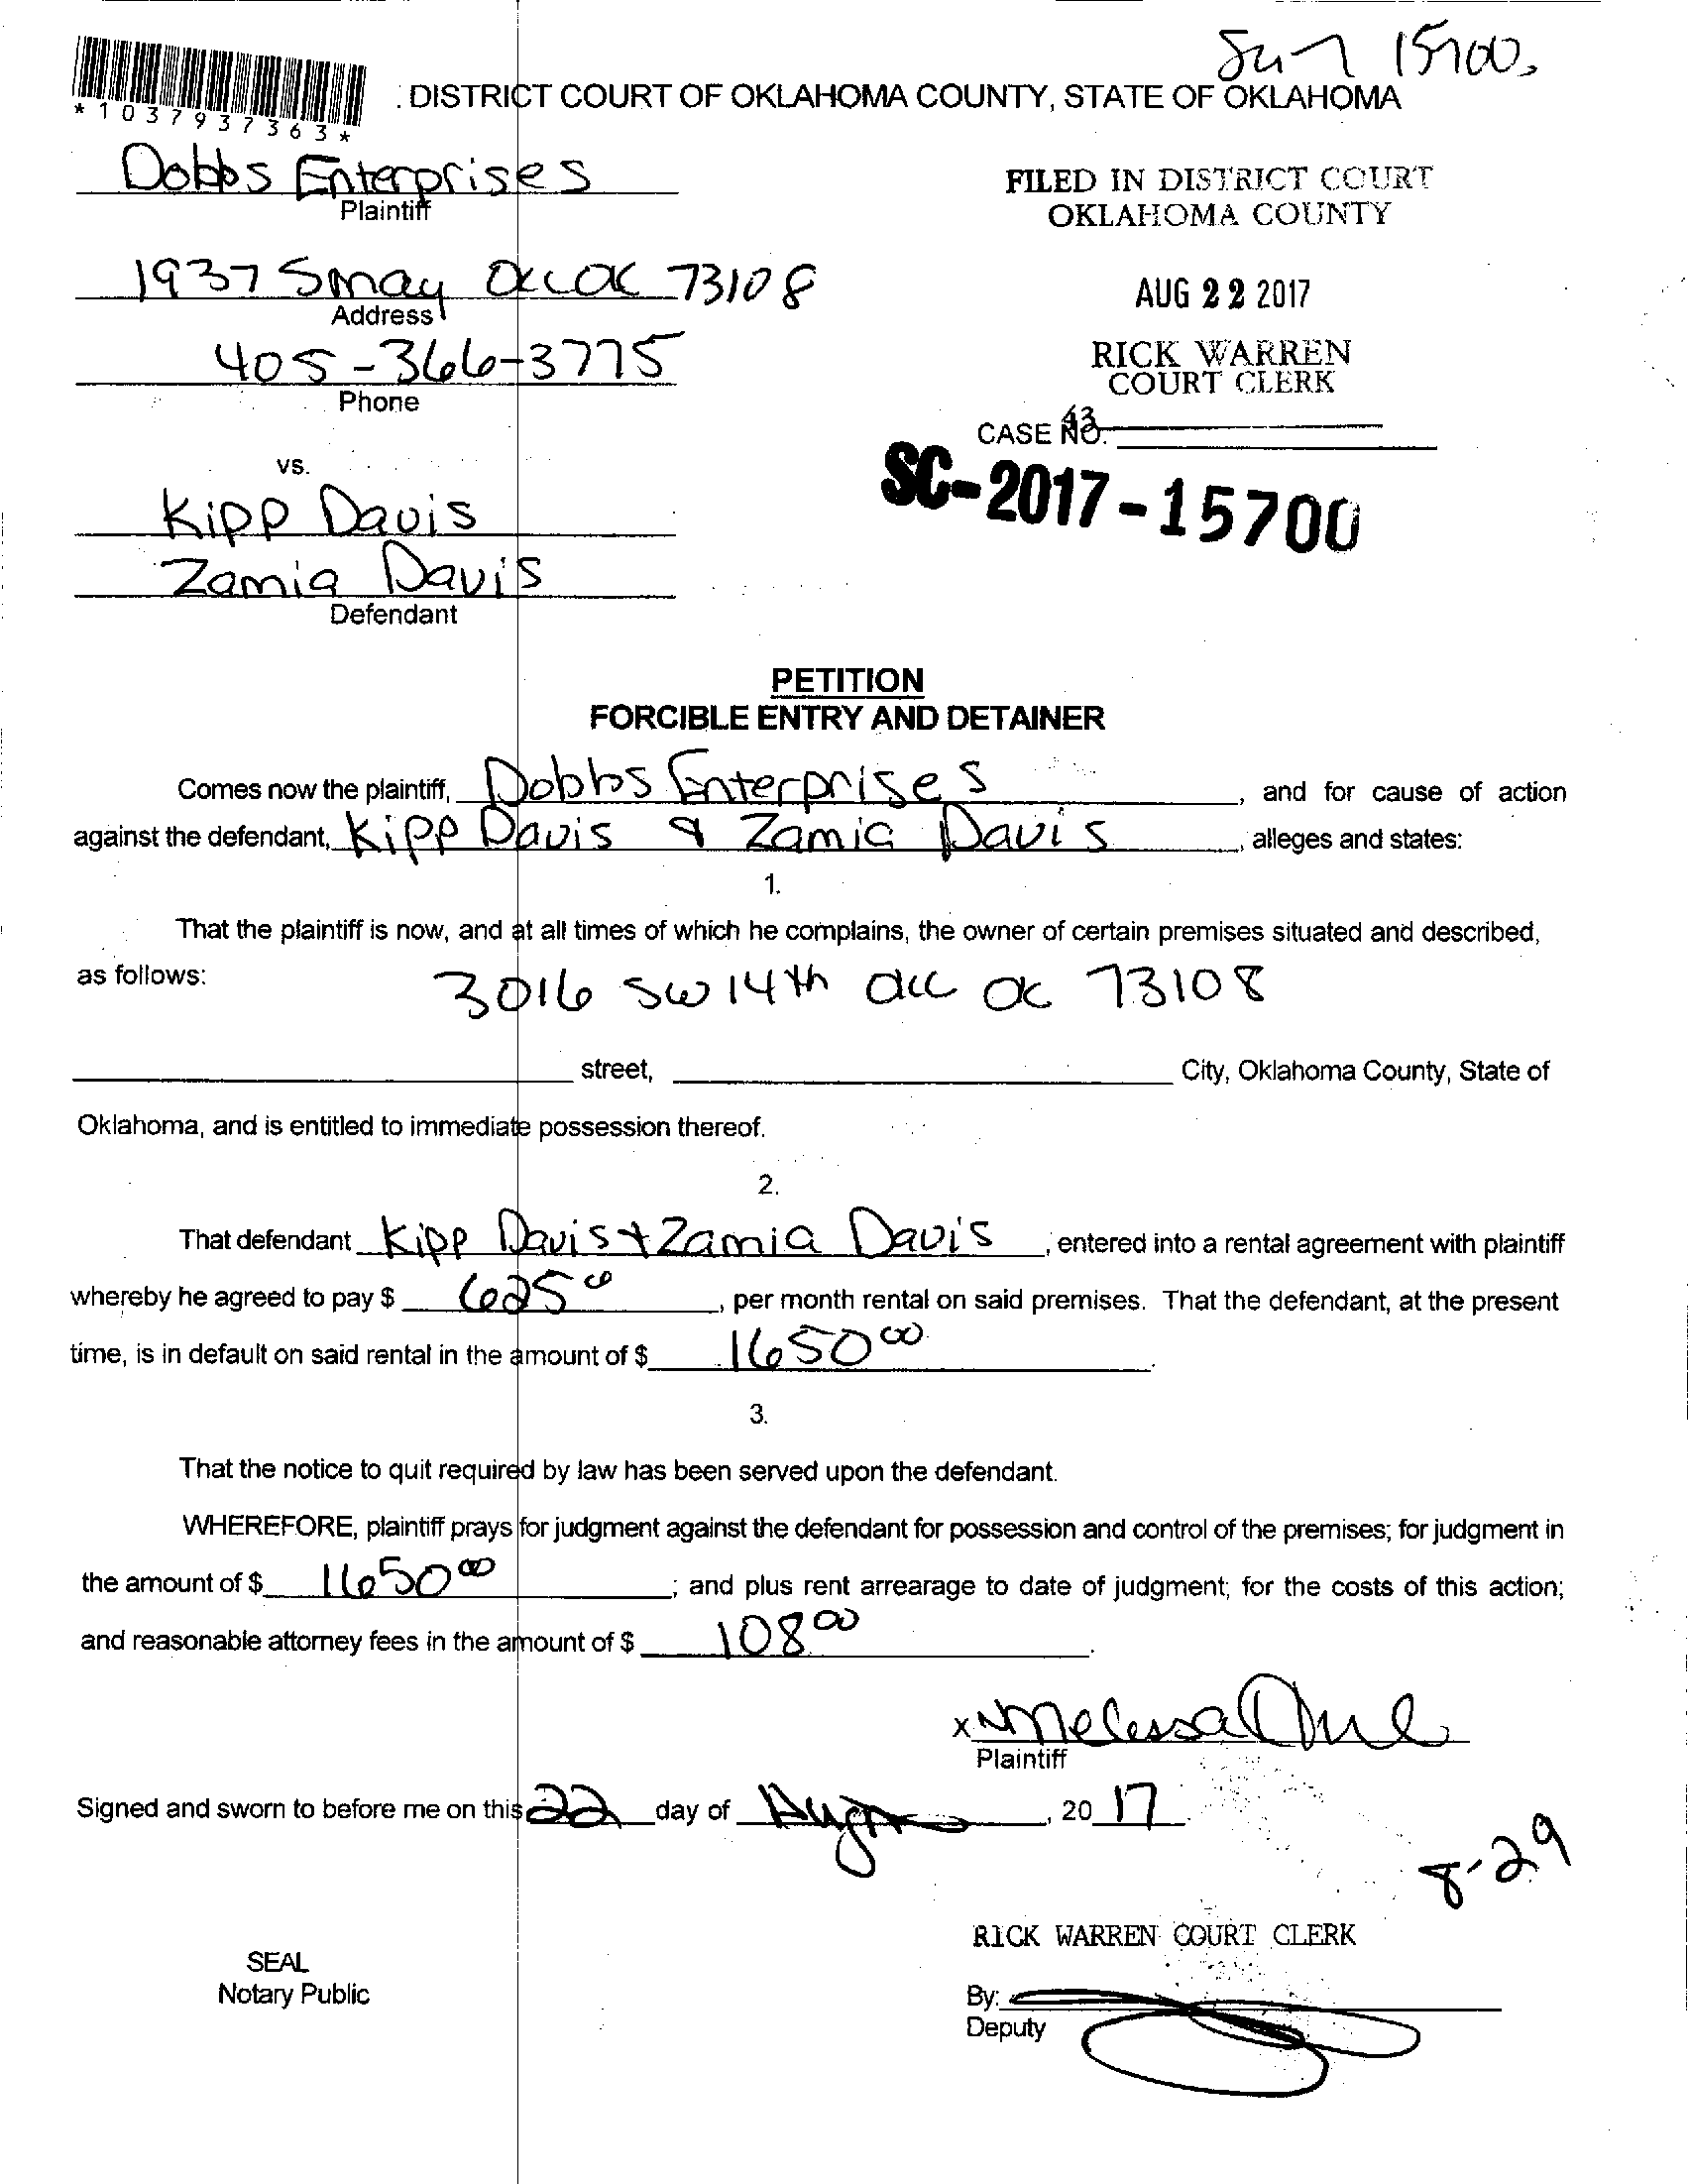 15700
*1037937363*
: DISTRICT COURT OF OKLAHOMA COUNTY, STATE OF OKLAHOMA
Dobbs Enterprises
Plaintiff
FILED IN DISTRICT COURT
OKLAHOMA COUNTY
1937 S may OKC OK 73108
Address
AUG 22 2017
405-366-3775
Phone
RICK WARREN
COURT CLERK
43
CASE NO.
vs.
SC-2017-15700
Kipp Davis
Zamia Davis
Defendant
PETITION
FORCIBLE ENTRY AND DETAINER
Comes now the plaintiff, Dobbs Enterprises, and for cause of action
against the defendant, Kipp Davis & Zamia Davis, alleges and states:
1.
That the plaintiff is now, and at all times of which he complains, the owner of certain premises situated and described,
as follows: 3016 SW 14th OKC OK 73108
street, City, Oklahoma County, State of
Oklahoma, and is entitled to immediate possession thereof.
2.
That defendant Kipp Davis + Zamia Davis, entered into a rental agreement with plaintiff
whereby he agreed to pay $ 625 00, per month rental on said premises. That the defendant, at the present
time, is in default on said rental in the amount of $ 1650 00.
3.
That the notice to quit required by law has been served upon the defendant.
WHEREFORE, plaintiff prays for judgment against the defendant for possession and control of the premises; for judgment in
the amount of $ 1650 00; and plus rent arrearage to date of judgment; for the costs of this action;
and reasonable attorney fees in the amount of $ 108 00.
x Melissa
Plaintiff
Signed and sworn to before me on this 22 day of Aug, 20 17
8-29
RICK WARREN COURT CLERK
SEAL
Notary Public
By:
Deputy